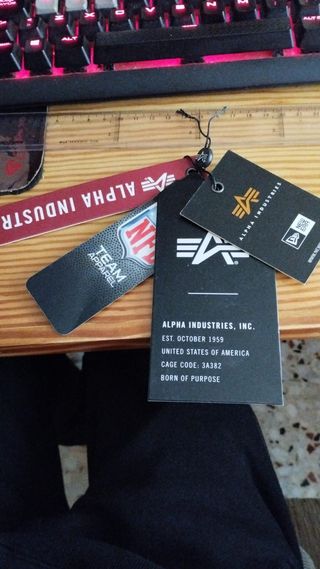 ALPHA INDUSTR
NFL
TEAM
APPAREL
ALPHA INDUSTRIES
ALPHA INDUSTRIES, INC.
EST. OCTOBER 1959
UNITED STATES OF AMERICA
CAGE CODE: 3A382
BORN OF PURPOSE